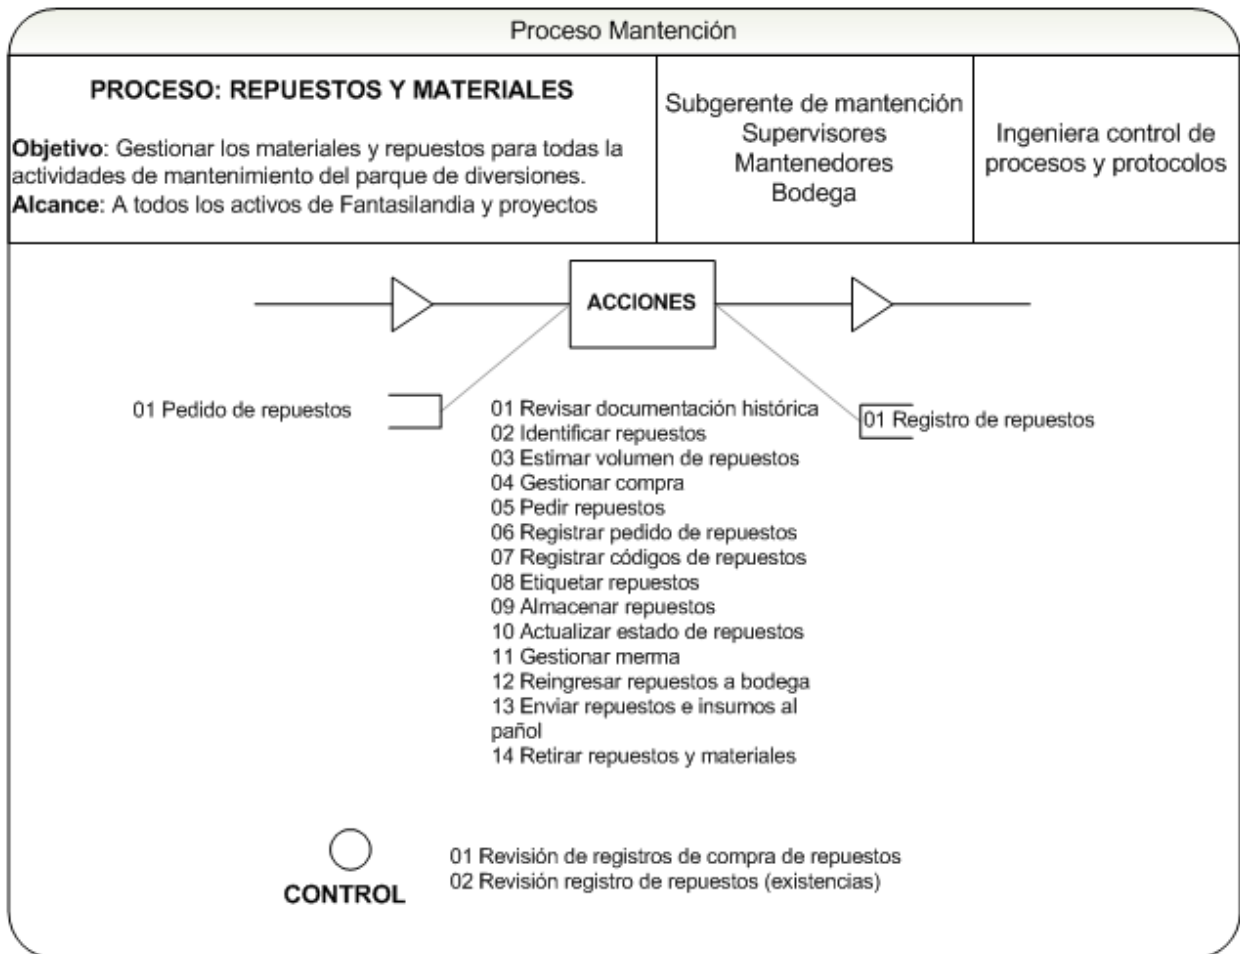 Proceso Mantención
PROCESO: REPUESTOS Y MATERIALES
Objetivo: Gestionar los materiales y repuestos para todas la
actividades de mantenimiento del parque de diversiones.
Alcance: A todos los activos de Fantasilandia y proyectos
Subgerente de mantención
Supervisores
Mantenedores
Bodega
Ingeniera control de
procesos y protocolos
ACCIONES
01 Pedido de repuestos
01 Revisar documentación histórica
02 Identificar repuestos
03 Estimar volumen de repuestos
04 Gestionar compra
05 Pedir repuestos
06 Registrar pedido de repuestos
07 Registrar códigos de repuestos
08 Etiquetar repuestos
09 Almacenar repuestos
10 Actualizar estado de repuestos
11 Gestionar merma
12 Reingresar repuestos a bodega
13 Enviar repuestos e insumos al
pañol
14 Retirar repuestos y materiales
01 Registro de repuestos
CONTROL
01 Revisión de registros de compra de repuestos
02 Revisión registro de repuestos (existencias)